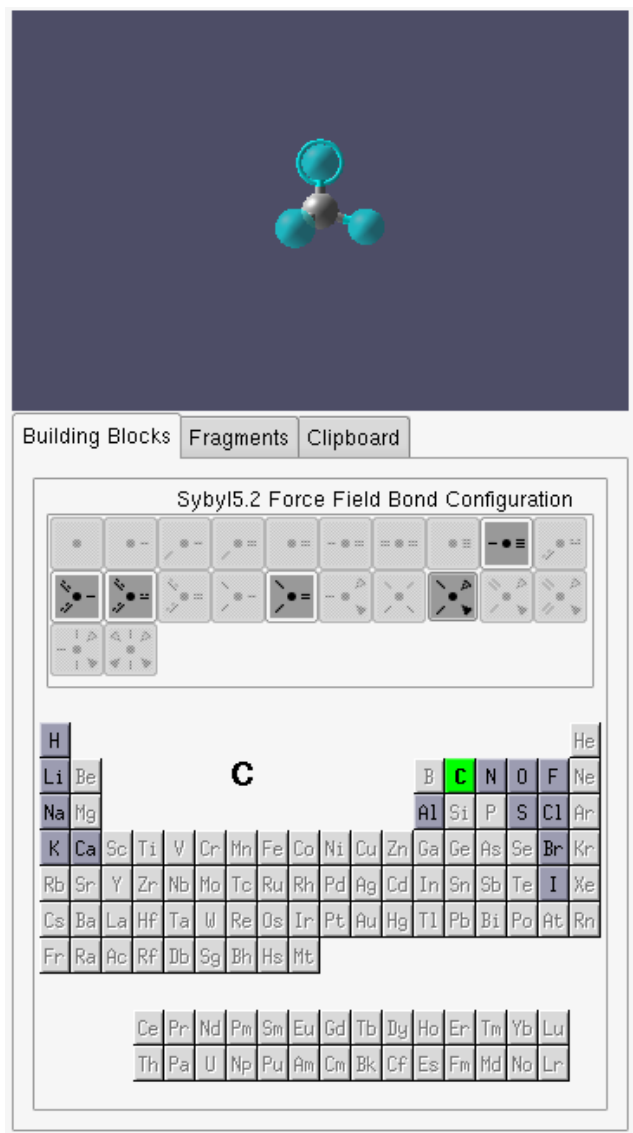 Building Blocks Fragments Clipboard
Sybyl5.2 Force Field Bond Configuration
H He
Li Be C B C N O F Ne
Na Mg Al Si P S Cl Ar
K Ca Sc Ti V Cr Mn Fe Co Ni Cu Zn Ga Ge As Se Br Kr
Rb Sr Y Zr Nb Mo Tc Ru Rh Pd Ag Cd In Sn Sb Te I Xe
Cs Ba La Hf Ta W Re Os Ir Pt Au Hg Tl Pb Bi Po At Rn
Fr Ra Ac Rf Db Sg Bh Hs Mt
Ce Pr Nd Pm Sm Eu Gd Tb Dy Ho Er Tm Yb Lu
Th Pa U Np Pu Am Cm Bk Cf Es Fm Md No Lr